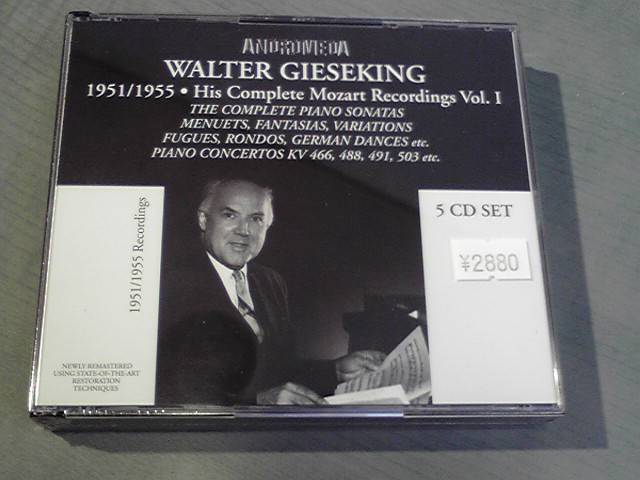 ANDROMEDA
WALTER GIESEKING
1951/1955 • His Complete Mozart Recordings Vol. I
THE COMPLETE PIANO SONATAS
MENUETS, FANTASIAS, VARIATIONS
FUGUES, RONDOS, GERMAN DANCES etc.
PIANO CONCERTOS KV 466, 488, 491, 503 etc.
5 CD SET
¥2880
1951/1955 Recordings
NEWLY REMASTERED
USING STATE-OF-THE-ART
RESTORATION
TECHNIQUES